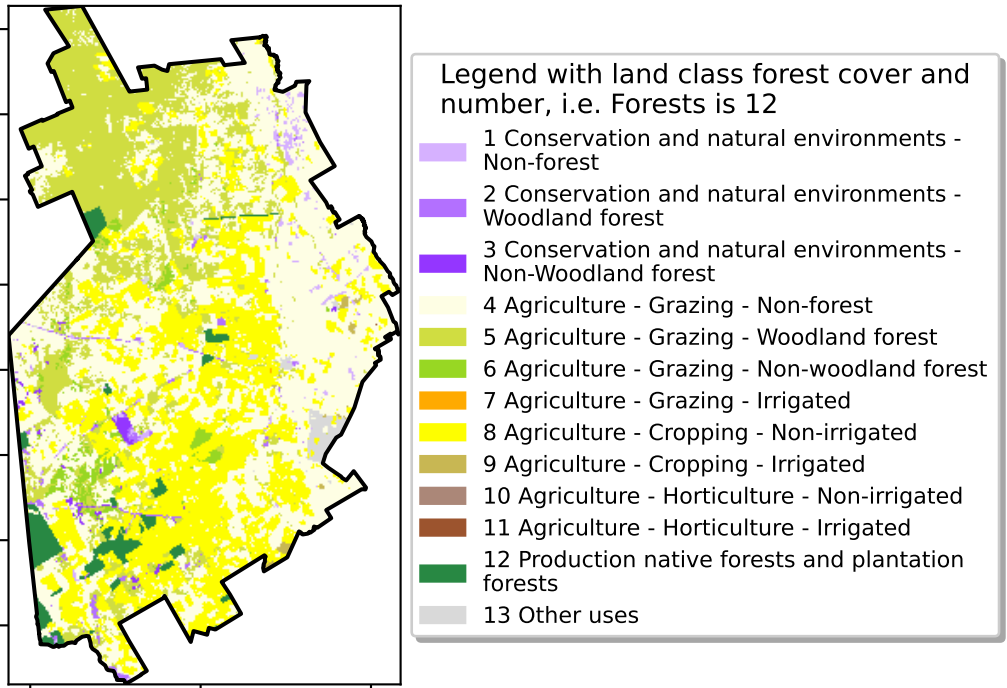 Legend with land class forest cover and
number, i.e. Forests is 12
1 Conservation and natural environments -
Non-forest
2 Conservation and natural environments -
Woodland forest
3 Conservation and natural environments -
Non-Woodland forest
4 Agriculture - Grazing - Non-forest
5 Agriculture - Grazing - Woodland forest
6 Agriculture - Grazing - Non-woodland forest
7 Agriculture - Grazing - Irrigated
8 Agriculture - Cropping - Non-irrigated
9 Agriculture - Cropping - Irrigated
10 Agriculture - Horticulture - Non-irrigated
11 Agriculture - Horticulture - Irrigated
12 Production native forests and plantation
forests
13 Other uses